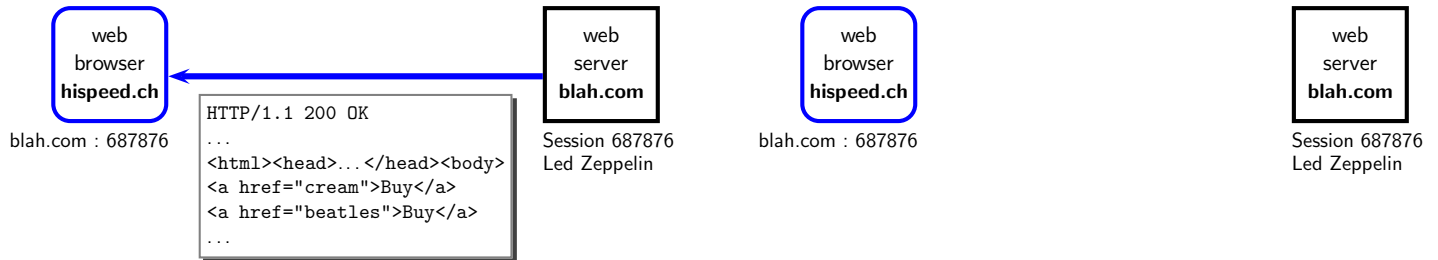 web
browser
hispeed.ch
blah.com : 687876
HTTP/1.1 200 OK
...
<html><head>...</head><body>
<a href="cream">Buy</a>
<a href="beatles">Buy</a>
...
web
server
blah.com
Session 687876
Led Zeppelin
web
browser
hispeed.ch
blah.com : 687876
web
server
blah.com
Session 687876
Led Zeppelin